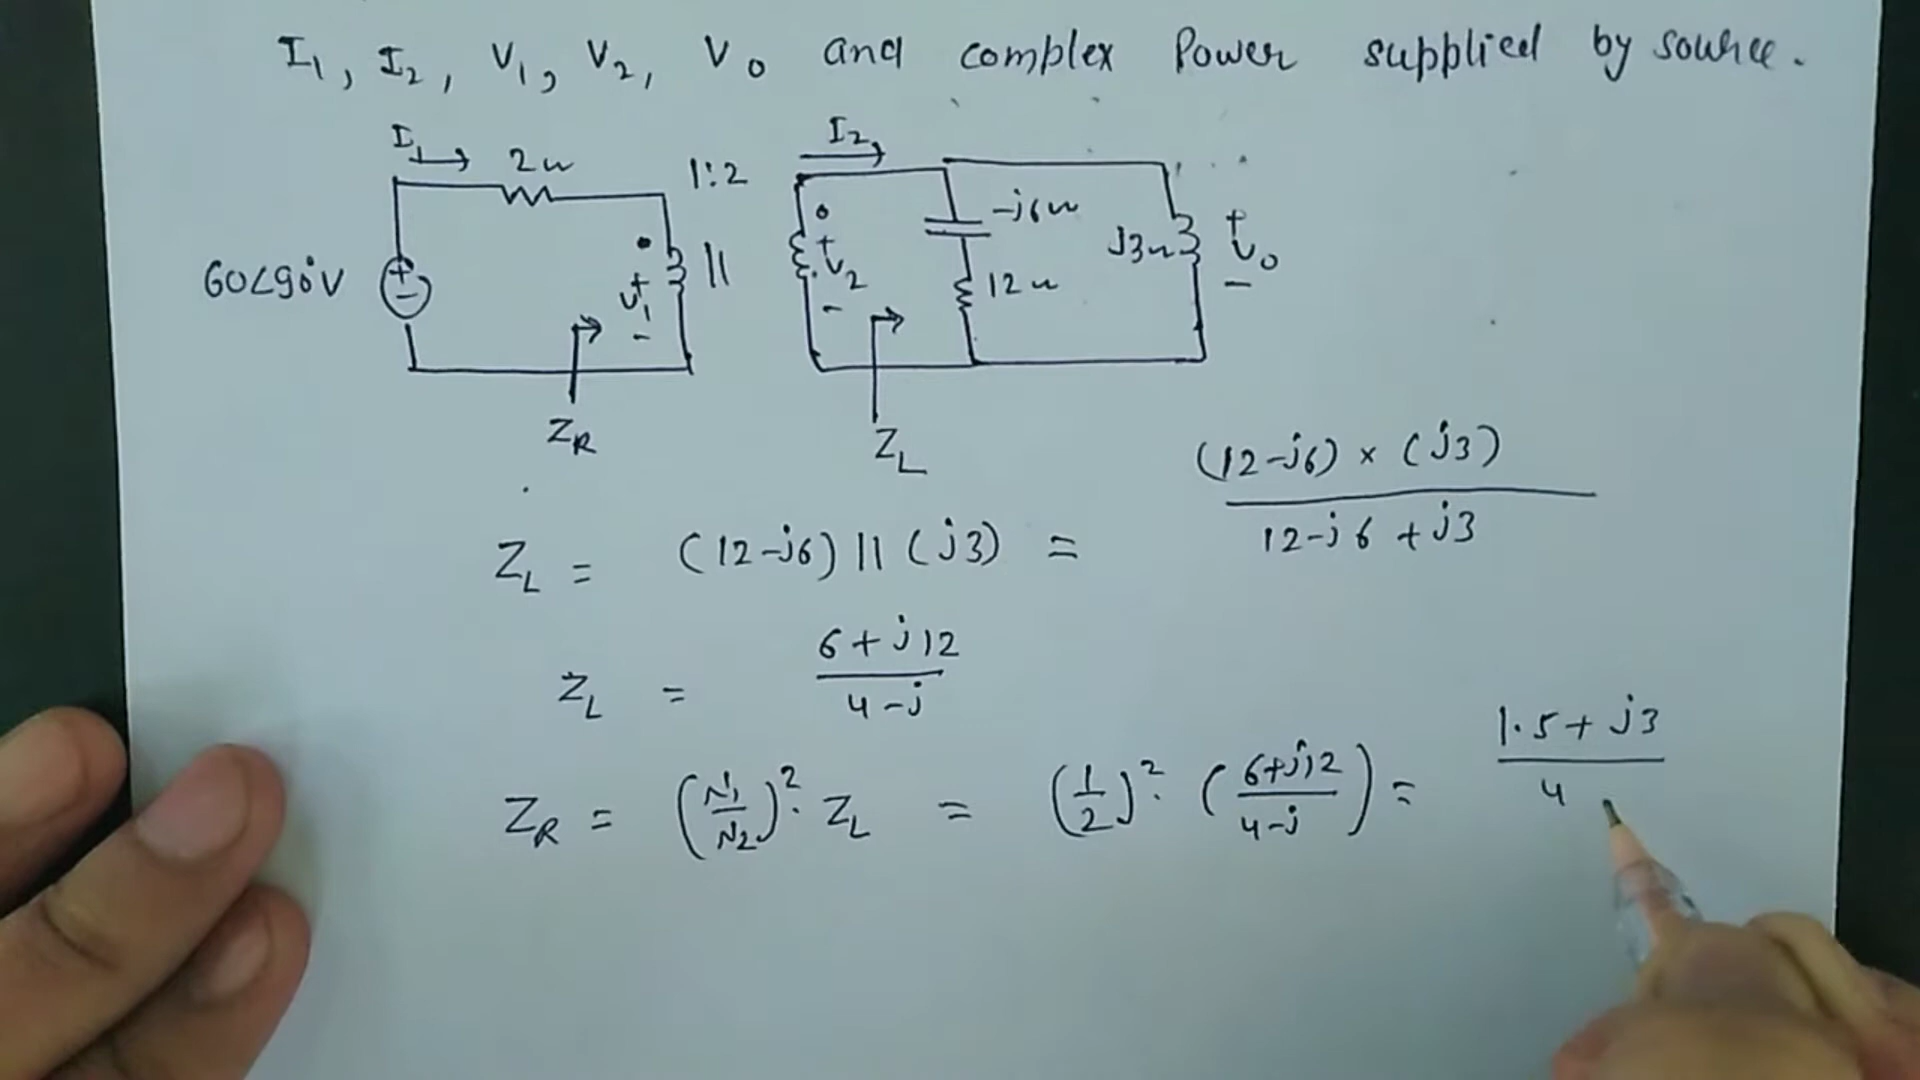 I₁, I₂, V₁, V₂, V₀ and complex Power supplied by source.
I₁ 2ω 1:2 I₂
60<90°V + - • V₁ + - || • + V₂ - -j6ω 12ω j3ω + V₀ -
Z_R Z_L
Z_L = (12-j6) || (j3) = (12-j6) × (j3) / 12-j6 + j3
Z_L = 6+j12 / 4-j
Z_R = (N₁/N₂)². Z_L = (1/2)². (6+j12 / 4-j) = 1.5+j3 / 4